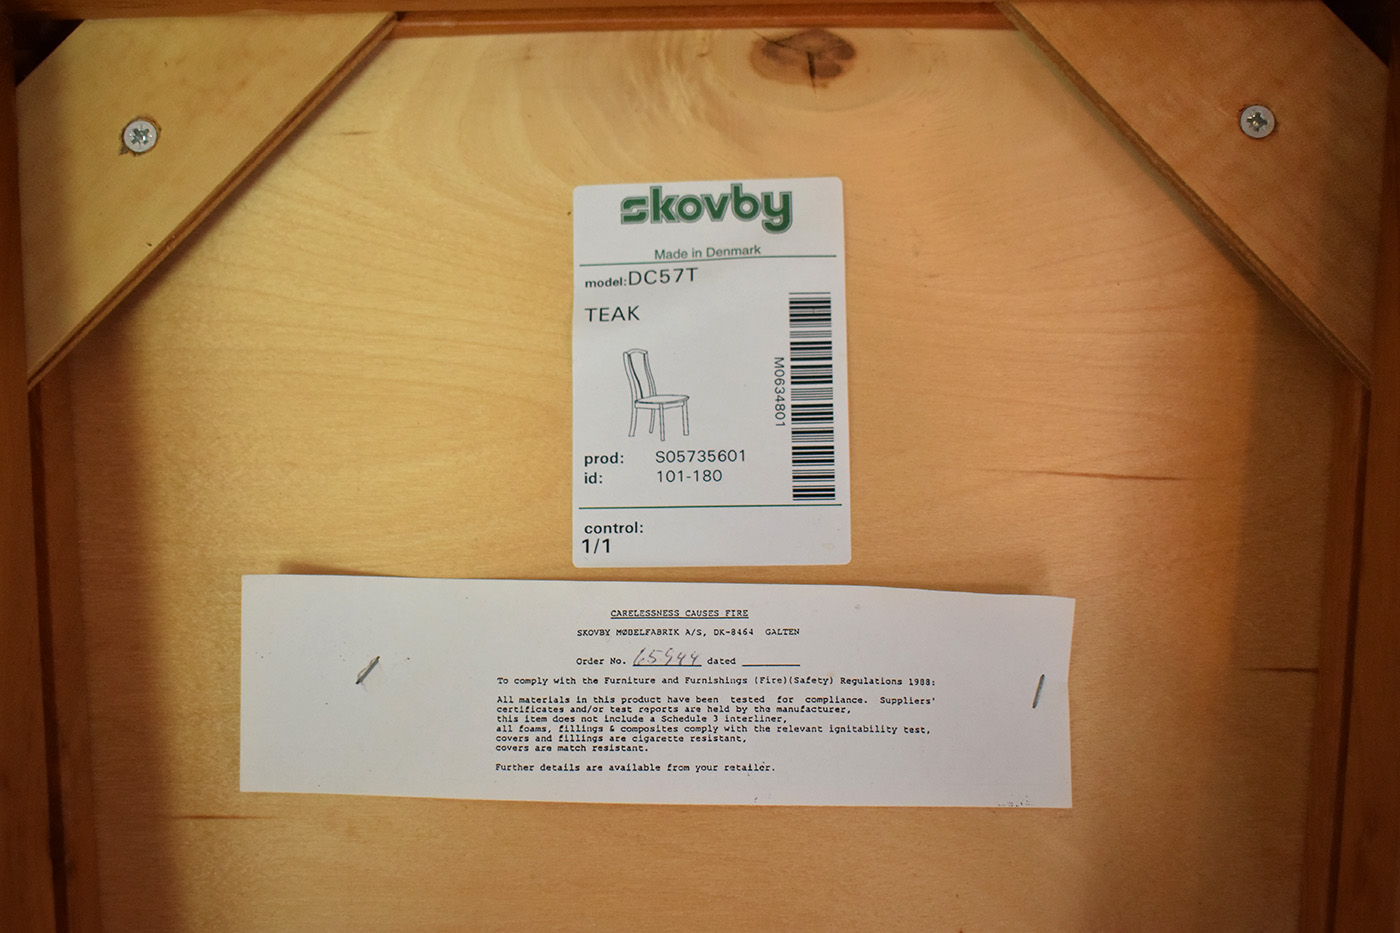 skovby
Made in Denmark
model:DC57T
TEAK
M0634801
prod: S05735601
id: 101-180
control:
1/1
CARELESSNESS CAUSES FIRE
SKOVBY MØBELFABRIK A/S, DK-8464 GALTEN
Order No. 65944 dated
To comply with the Furniture and Furnishings (Fire)(Safety) Regulations 1988:
All materials in this product have been tested for compliance. Suppliers'
certificates and/or test reports are held by the manufacturer,
this item does not include a Schedule 3 interliner,
all foams, fillings & composites comply with the relevant ignitability test,
covers and fillings are cigarette resistant,
covers are match resistant.
Further details are available from your retailer.